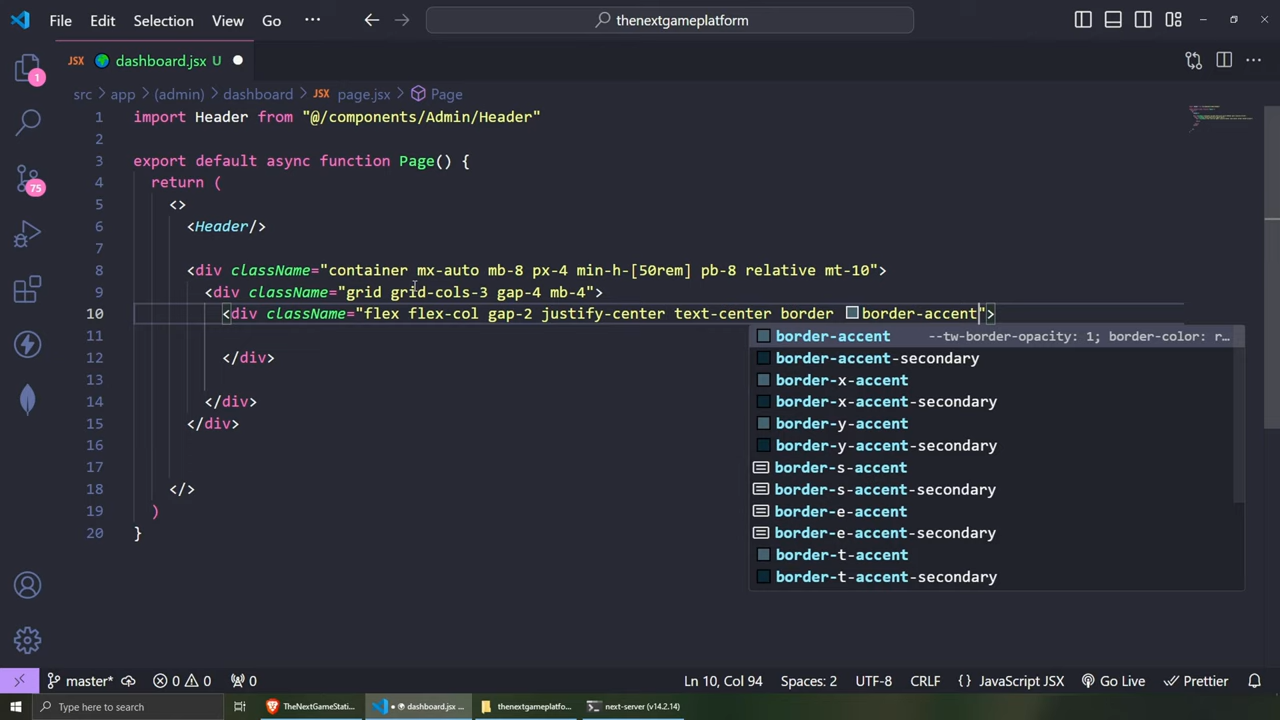 File Edit Selection View Go ··· thenextgameplatform
1
75
JSX dashboard.jsx U
src > app > (admin) > dashboard > JSX page.jsx > Page
1 import Header from "@/components/Admin/Header"
2
3 export default async function Page() {
4 return (
5 <>
6 <Header/>
7
8 <div className="container mx-auto mb-8 px-4 min-h-[50rem] pb-8 relative mt-10">
9 <div className="grid grid-cols-3 gap-4 mb-4">
10 <div className="flex flex-col gap-2 justify-center text-center border border-accent">
11
12 </div>
13
14 </div>
15 </div>
16
17
18 </>
19 )
20 }
border-accent --tw-border-opacity: 1; border-color: r…
border-accent-secondary
border-x-accent
border-x-accent-secondary
border-y-accent
border-y-accent-secondary
border-s-accent
border-s-accent-secondary
border-e-accent
border-e-accent-secondary
border-t-accent
border-t-accent-secondary
master* 0 0 0 Ln 10, Col 94 Spaces: 2 UTF-8 CRLF {} JavaScript JSX Go Live Prettier
Type here to search TheNextGameStati... dashboard.jsx ... thenextgameplatfo... next-server (v14.2.14)